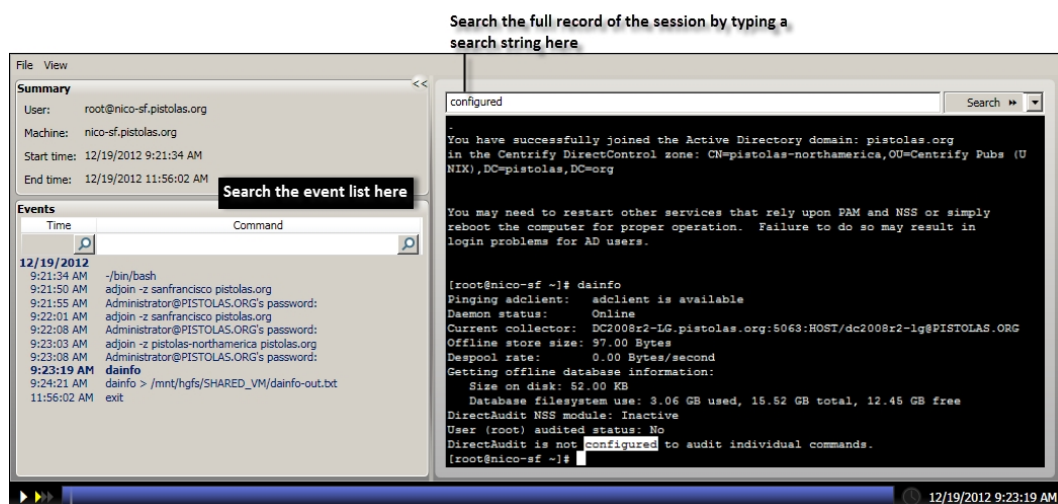 Search the full record of the session by typing a
search string here
File View
Summary
<<
User: root@nico-sf.pistolas.org
Machine: nico-sf.pistolas.org
Start time: 12/19/2012 9:21:34 AM
End time: 12/19/2012 11:56:02 AM
Search the event list here
Events
Time Command
12/19/2012
9:21:34 AM -/bin/bash
9:21:50 AM adjoin -z sanfrancisco pistolas.org
9:21:55 AM Administrator@PISTOLAS.ORG's password:
9:22:01 AM adjoin -z sanfrancisco pistolas.org
9:22:08 AM Administrator@PISTOLAS.ORG's password:
9:23:03 AM adjoin -z pistolas-northamerica pistolas.org
9:23:08 AM Administrator@PISTOLAS.ORG's password:
9:23:19 AM dainfo
9:24:21 AM dainfo > /mnt/hgfs/SHARED_VM/dainfo-out.txt
11:56:02 AM exit
configured Search
.
You have successfully joined the Active Directory domain: pistolas.org
in the Centrify DirectControl zone: CN=pistolas-northamerica,OU=Centrify Pubs (U
NIX),DC=pistolas,DC=org
You may need to restart other services that rely upon PAM and NSS or simply
reboot the computer for proper operation. Failure to do so may result in
login problems for AD users.
[root@nico-sf ~]# dainfo
Pinging adclient: adclient is available
Daemon status: Online
Current collector: DC2008r2-LG.pistolas.org:5063:HOST/dc2008r2-lg@PISTOLAS.ORG
Offline store size: 97.00 Bytes
Despool rate: 0.00 Bytes/second
Getting offline database information:
Size on disk: 52.00 KB
Database filesystem use: 3.06 GB used, 15.52 GB total, 12.45 GB free
DirectAudit NSS module: Inactive
User (root) audited status: No
DirectAudit is not configured to audit individual commands.
[root@nico-sf ~]#
12/19/2012 9:23:19 AM